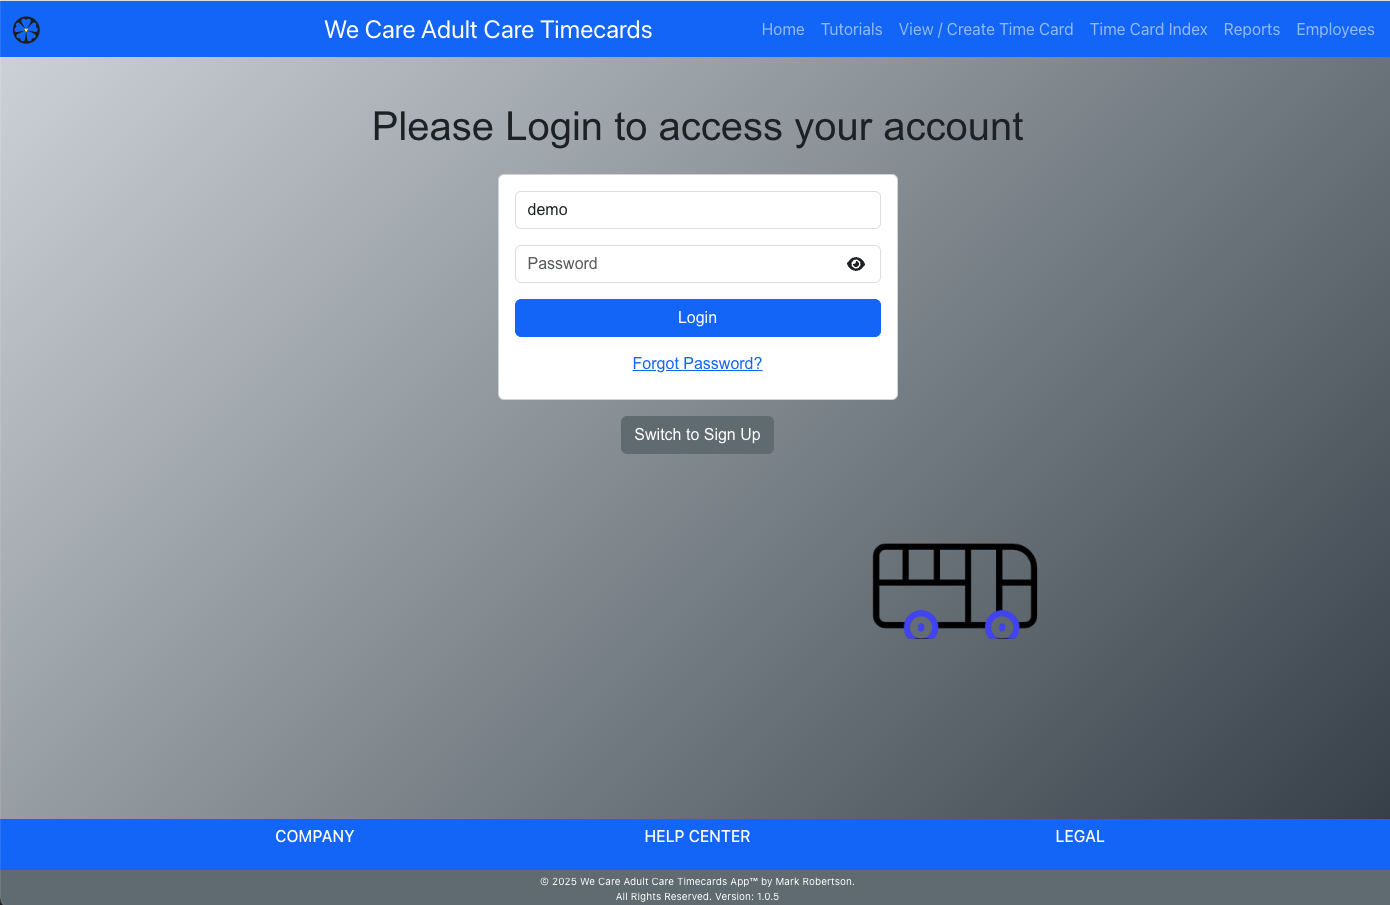 We Care Adult Care Timecards
Home Tutorials View / Create Time Card Time Card Index Reports Employees
Please Login to access your account
demo
Password
Login
Forgot Password?
Switch to Sign Up
COMPANY HELP CENTER LEGAL
© 2025 We Care Adult Care Timecards App™ by Mark Robertson.
All Rights Reserved. Version: 1.0.5